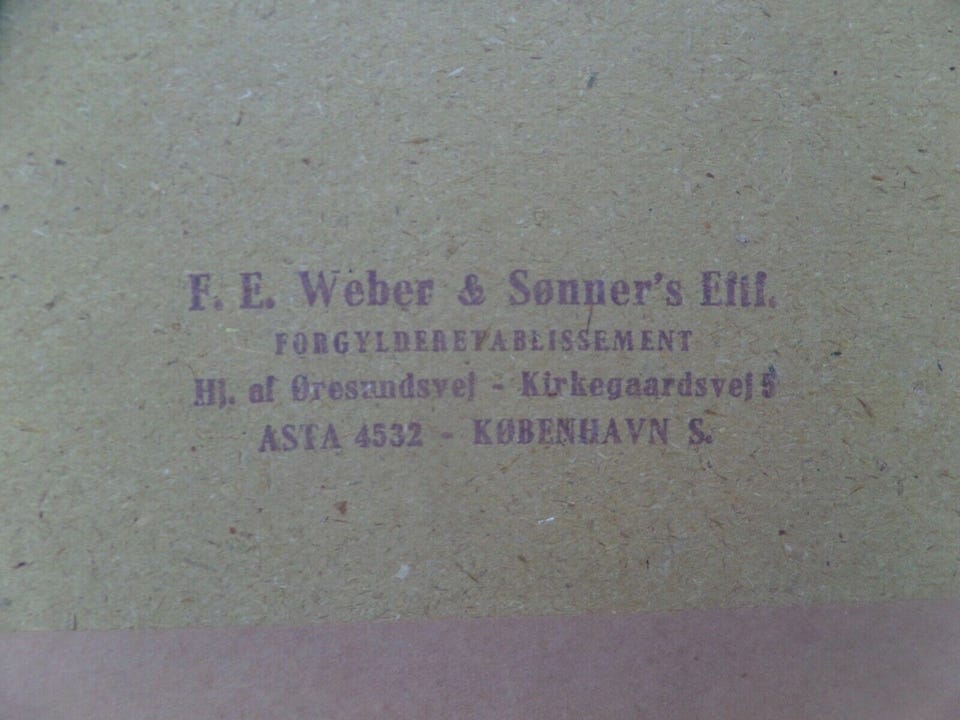 F. E. Weber & Sønner's Eftf.
FORGYLDERETABLISSEMENT
Hj. af Øresundsvej - Kirkegaardsvej 5
ASTA 4532 - KØBENHAVN S.